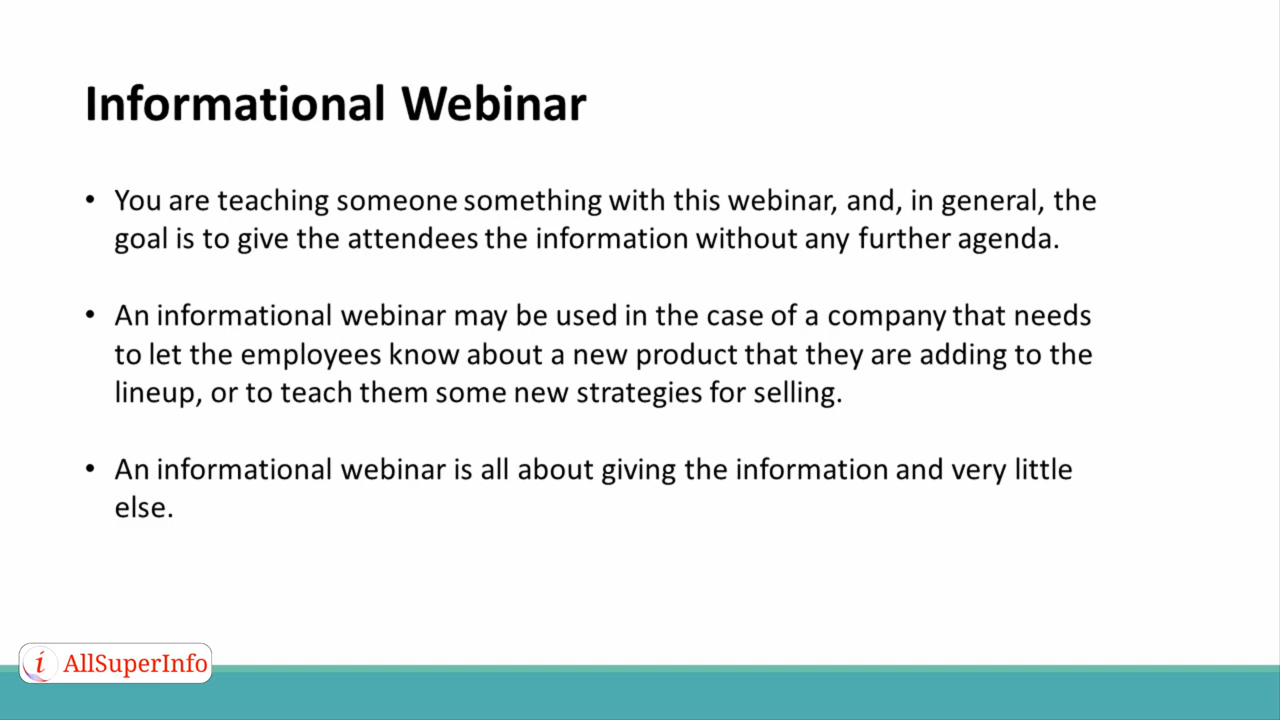 Informational Webinar
• You are teaching someone something with this webinar, and, in general, the
goal is to give the attendees the information without any further agenda.
• An informational webinar may be used in the case of a company that needs
to let the employees know about a new product that they are adding to the
lineup, or to teach them some new strategies for selling.
• An informational webinar is all about giving the information and very little
else.
i AllSuperInfo